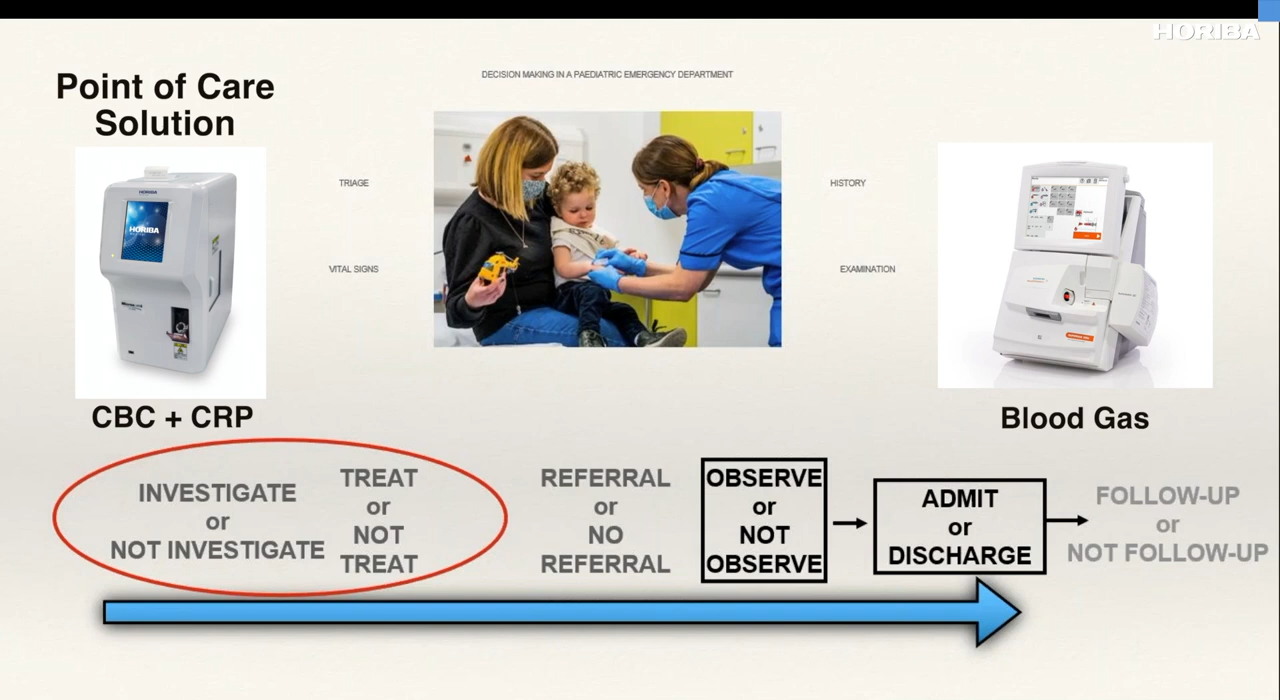 HORIBA
DECISION MAKING IN A PAEDIATRIC EMERGENCY DEPARTMENT
Point of Care
Solution
HORIBA
HORIBA
TRIAGE
VITAL SIGNS
HISTORY
EXAMINATION
CBC + CRP
Blood Gas
INVESTIGATE
or
NOT INVESTIGATE
TREAT
or
NOT
TREAT
REFERRAL
or
NO
REFERRAL
OBSERVE
or
NOT
OBSERVE
ADMIT
or
DISCHARGE
FOLLOW-UP
or
NOT FOLLOW-UP